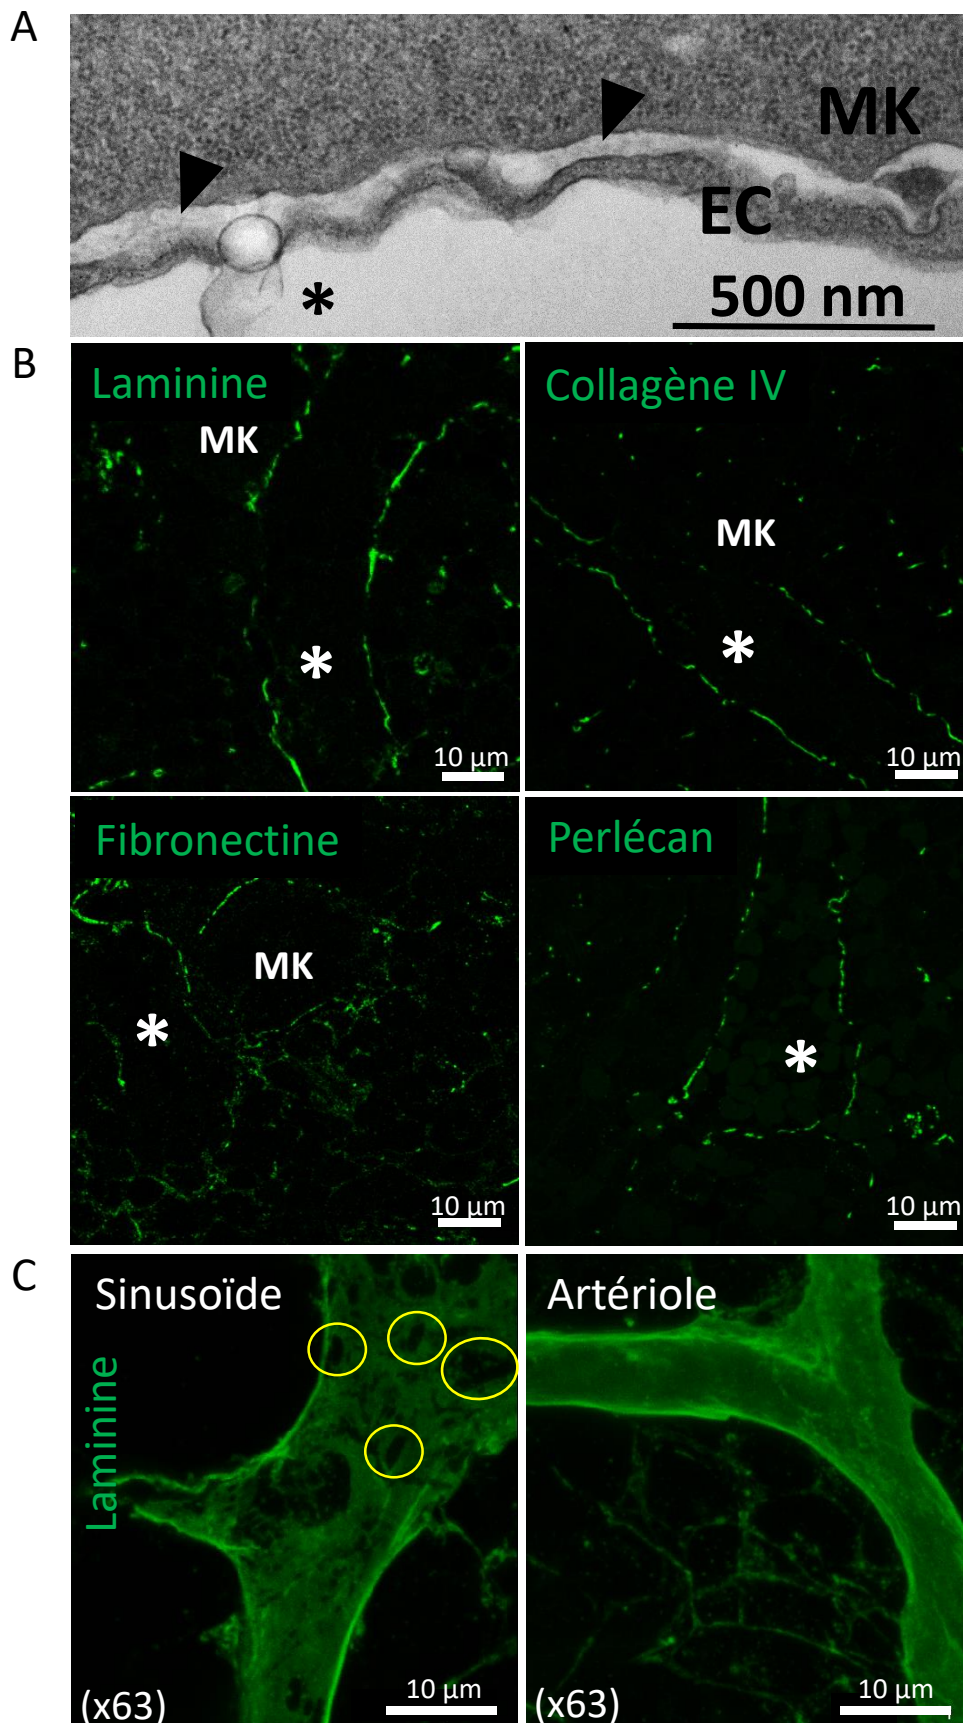 A
MK
EC
*
500 nm
B
Laminine
MK
*
10 µm
Collagène IV
MK
*
10 µm
Fibronectine
MK
*
10 µm
Perlécan
*
10 µm
C
Sinusoïde
Laminine
(x63)
10 µm
Artériole
(x63)
10 µm